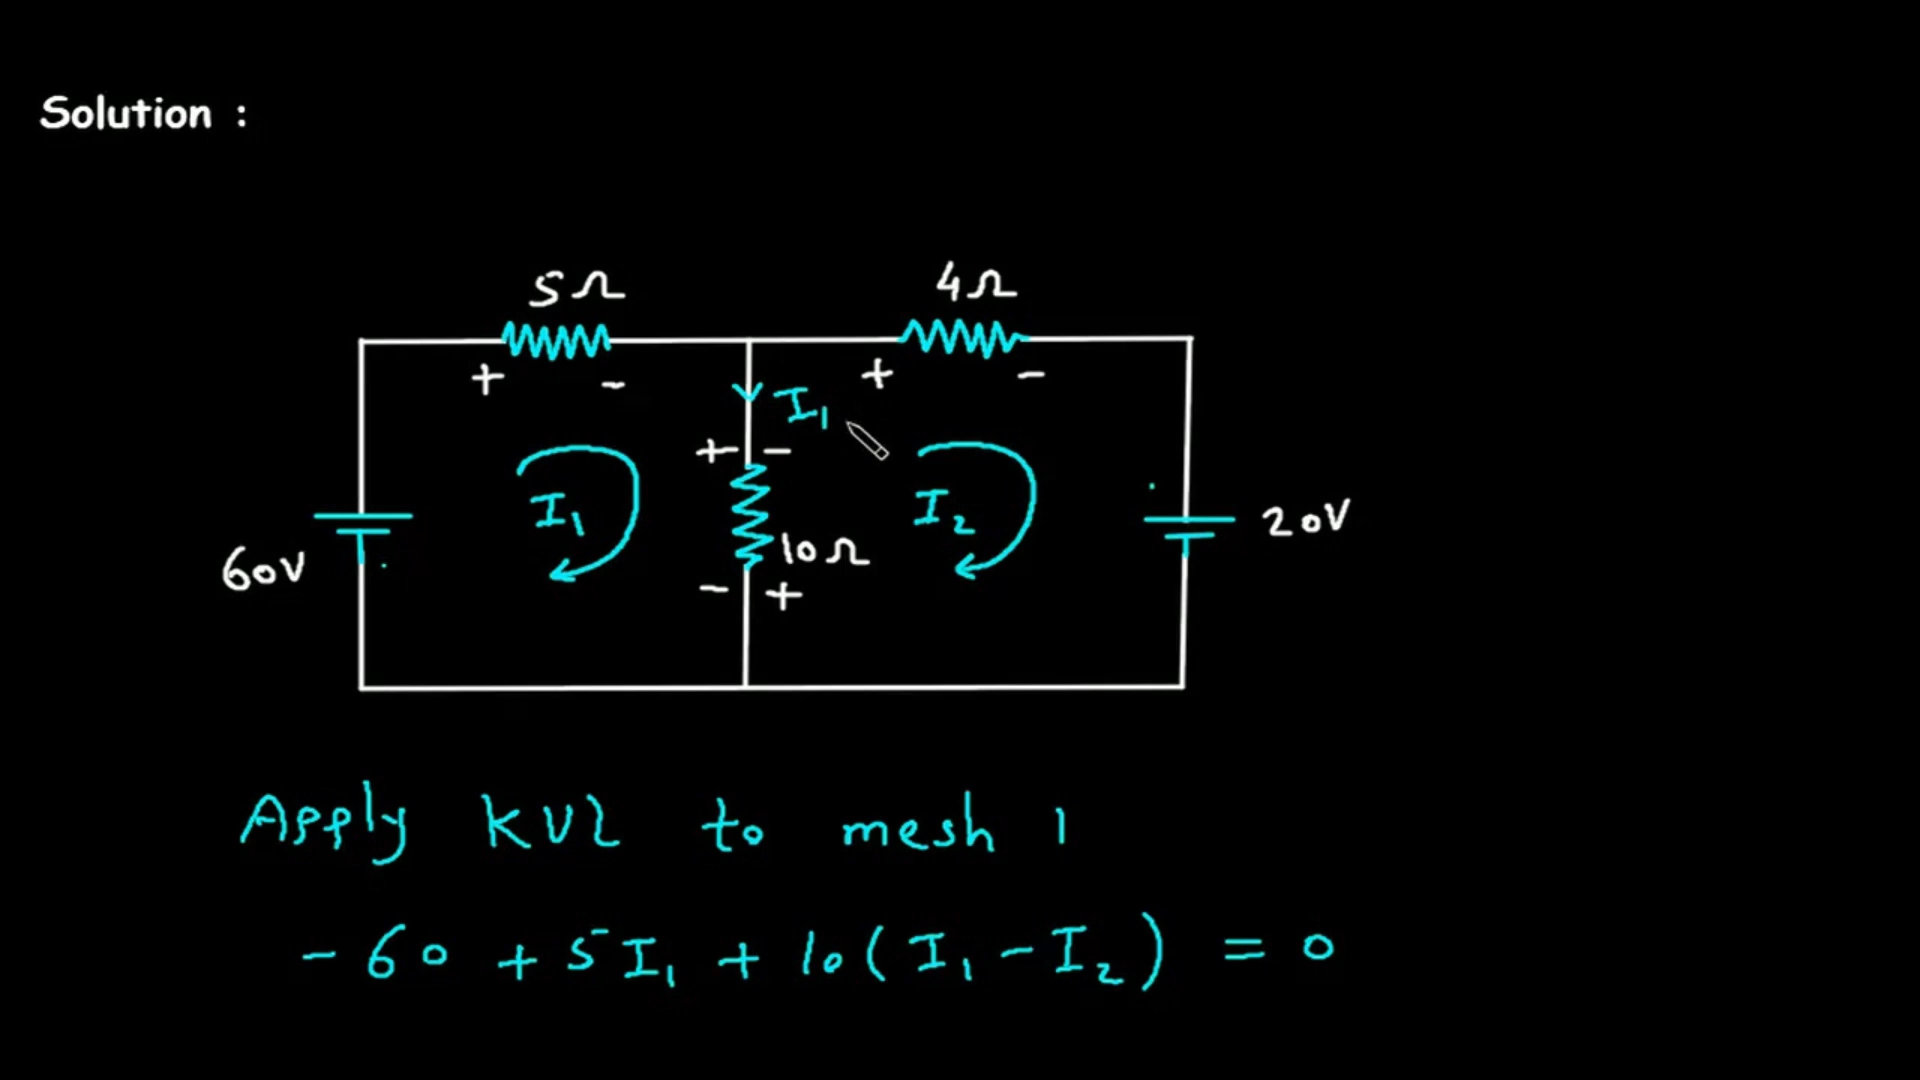 Solution :
5Ω
4Ω
+ - + -
I₁
+ -
I₁
I₂
60V
10Ω
20V
- +
Apply KVL to mesh 1
- 60 + 5I₁ + 10(I₁ - I₂) = 0